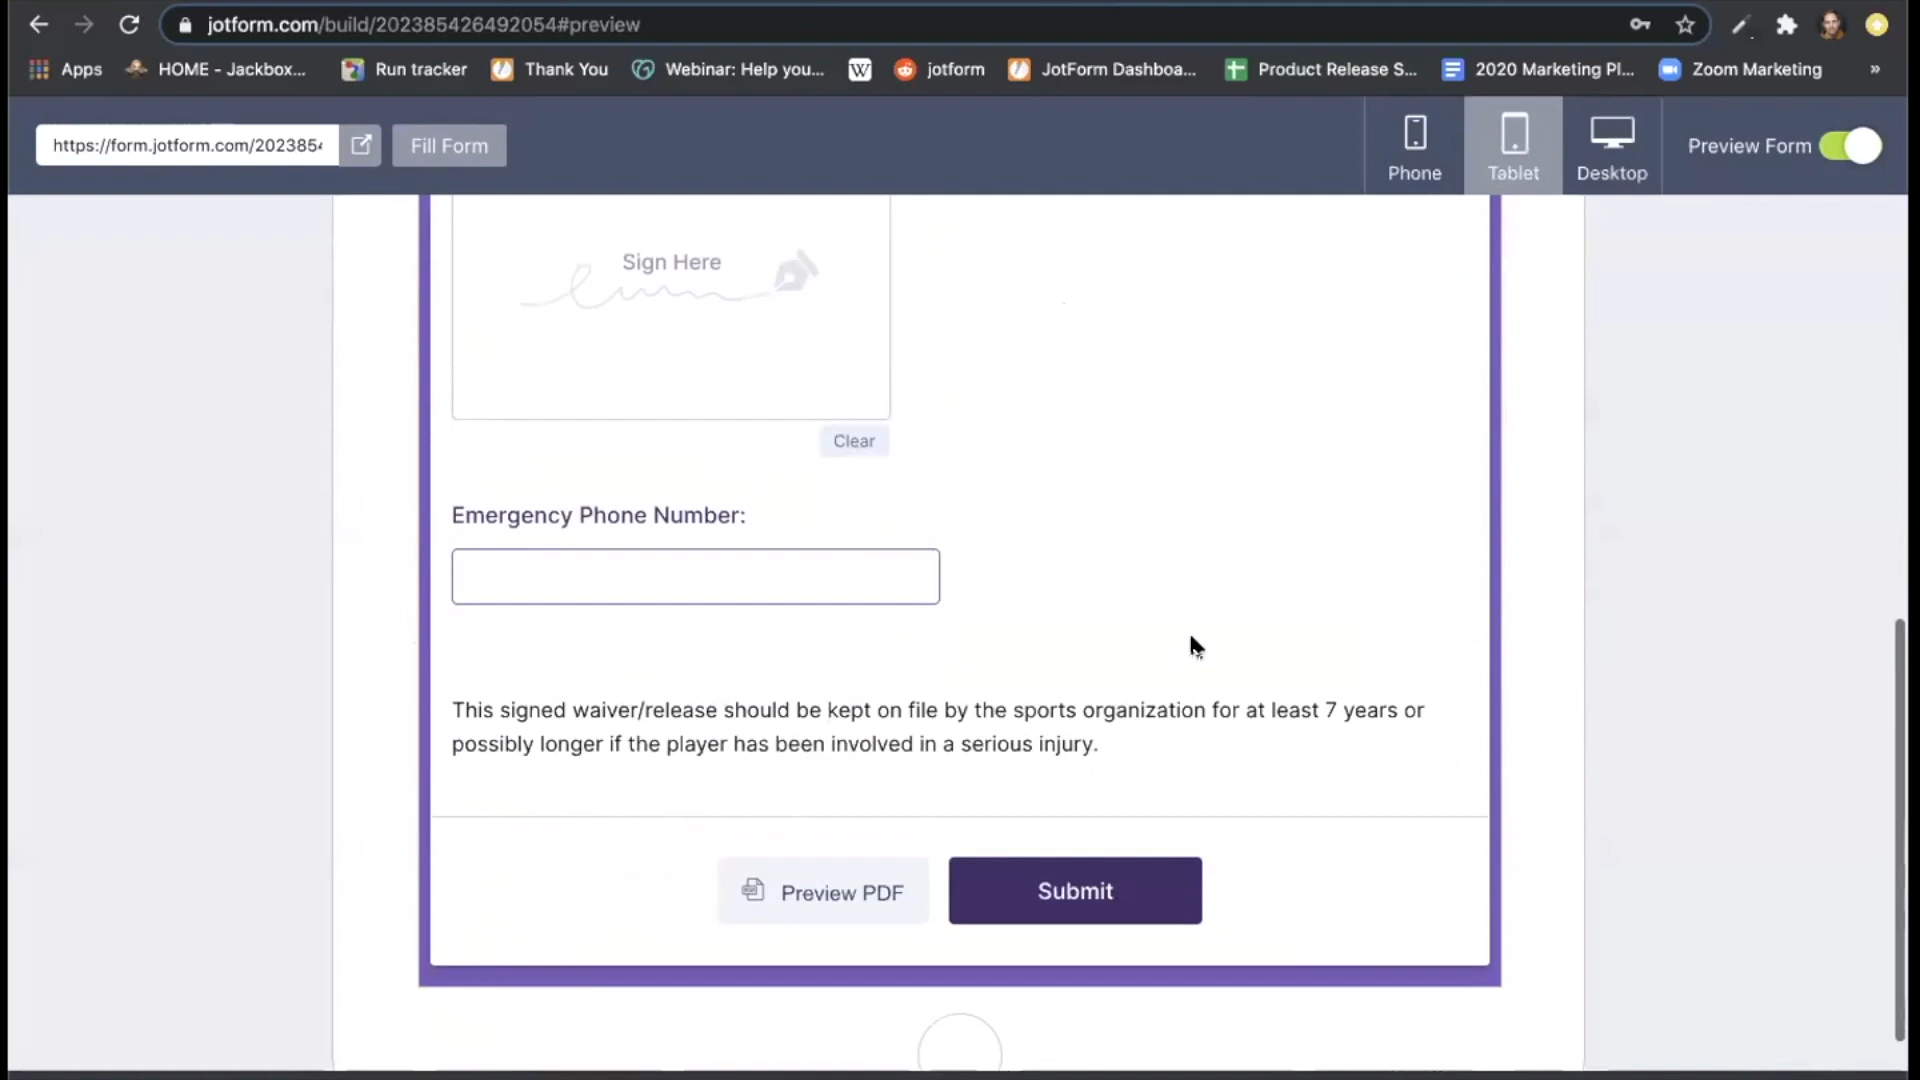 jotform.com/build/202385426492054#preview
Apps
HOME - Jackbox...
Run tracker
Thank You
Webinar: Help you...
W
jotform
JotForm Dashboa...
Product Release S...
2020 Marketing Pl...
Zoom Marketing
»
https://form.jotform.com/202385
Fill Form
Phone
Tablet
Desktop
Preview Form
Sign Here
Clear
Emergency Phone Number:
This signed waiver/release should be kept on file by the sports organization for at least 7 years or
possibly longer if the player has been involved in a serious injury.
Preview PDF
Submit